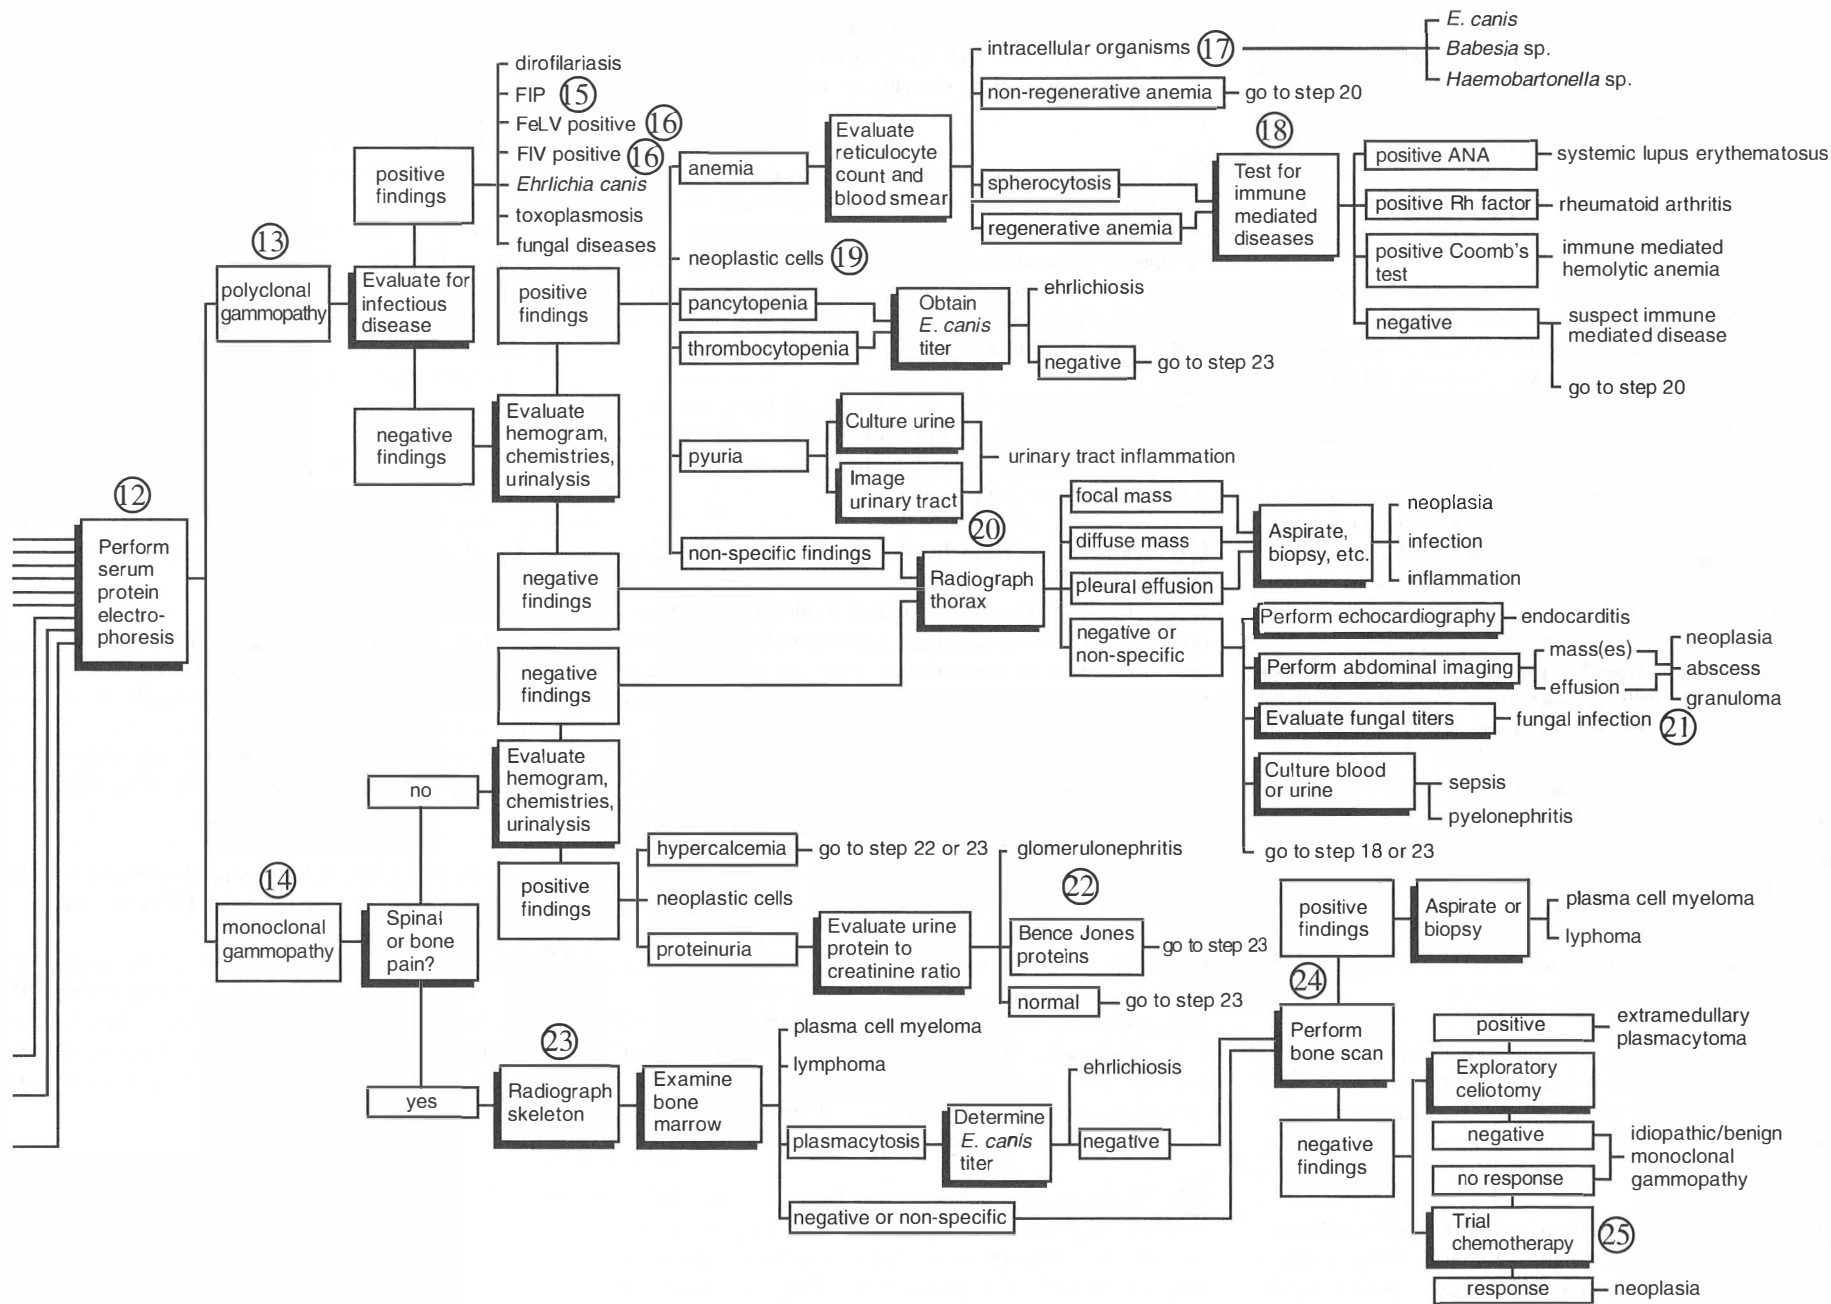 E. canis
intracellular organisms 17
Babesia sp.
Haemobartonella sp.
non-regenerative anemia
go to step 20
dirofilariasis
FIP 15
FeLV positive 16
FIV positive 16
Ehrlichia canis
toxoplasmosis
fungal diseases
positive
findings
13
polyclonal
gammopathy
Evaluate for
infectious
disease
negative
findings
anemia
Evaluate
reticulocyte
count and
blood smear
spherocytosis
regenerative anemia
18
Test for
immune
mediated
diseases
positive ANA
systemic lupus erythematosus
positive Rh factor
rheumatoid arthritis
positive Coomb's
test
immune mediated
hemolytic anemia
negative
suspect immune
mediated disease
go to step 20
positive
findings
neoplastic cells 19
pancytopenia
thrombocytopenia
Obtain
E. canis
titer
ehrlichiosis
negative
go to step 23
Evaluate
hemogram,
chemistries,
urinalysis
pyuria
Culture urine
Image
urinary tract
urinary tract inflammation
12
Perform
serum
protein
electro-
phoresis
non-specific findings
negative
findings
20
Radiograph
thorax
focal mass
diffuse mass
pleural effusion
Aspirate,
biopsy, etc.
neoplasia
infection
inflammation
negative or
non-specific
Perform echocardiography
endocarditis
Perform abdominal imaging
mass(es)
effusion
neoplasia
abscess
granuloma
Evaluate fungal titers
fungal infection 21
Culture blood
or urine
sepsis
pyelonephritis
go to step 18 or 23
negative
findings
Evaluate
hemogram,
chemistries,
urinalysis
no
14
monoclonal
gammopathy
Spinal
or bone
pain?
yes
positive
findings
hypercalcemia
go to step 22 or 23
neoplastic cells
proteinuria
Evaluate urine
protein to
creatinine ratio
glomerulonephritis
22
Bence Jones
proteins
go to step 23
normal
go to step 23
23
Radiograph
skeleton
Examine
bone
marrow
plasma cell myeloma
lymphoma
plasmacytosis
Determine
E. canis
titer
ehrlichiosis
negative
negative or non-specific
24
Perform
bone scan
positive
findings
Aspirate or
biopsy
plasma cell myeloma
lyphoma
negative
findings
positive
extramedullary
plasmacytoma
Exploratory
celiotomy
negative
no response
idiopathic/benign
monoclonal
gammopathy
Trial
chemotherapy
25
response
neoplasia